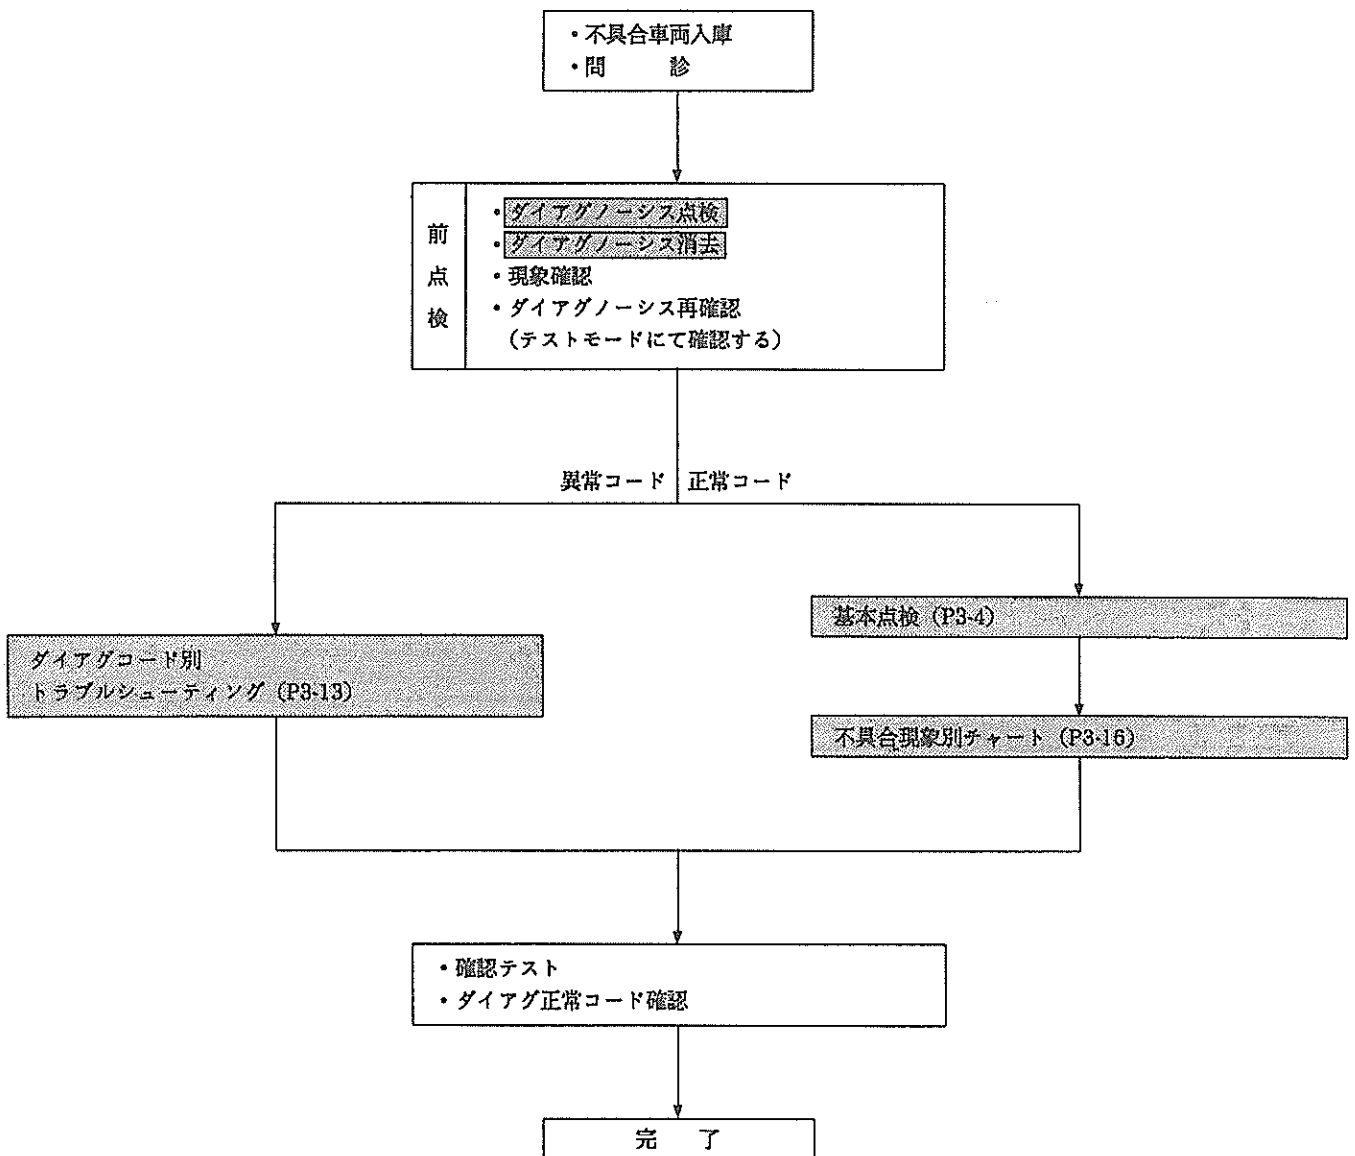 ・不具合車両入庫
・問　　診
前点検
・ダイアグノーシス点検
・ダイアグノーシス消去
・現象確認
・ダイアグノーシス再確認
（テストモードにて確認する）
異常コード 正常コード
基本点検（P3-4）
ダイアグコード別
トラブルシューティング（P3-13）
不具合現象別チャート（P3-16）
・確認テスト
・ダイアグ正常コード確認
完　了